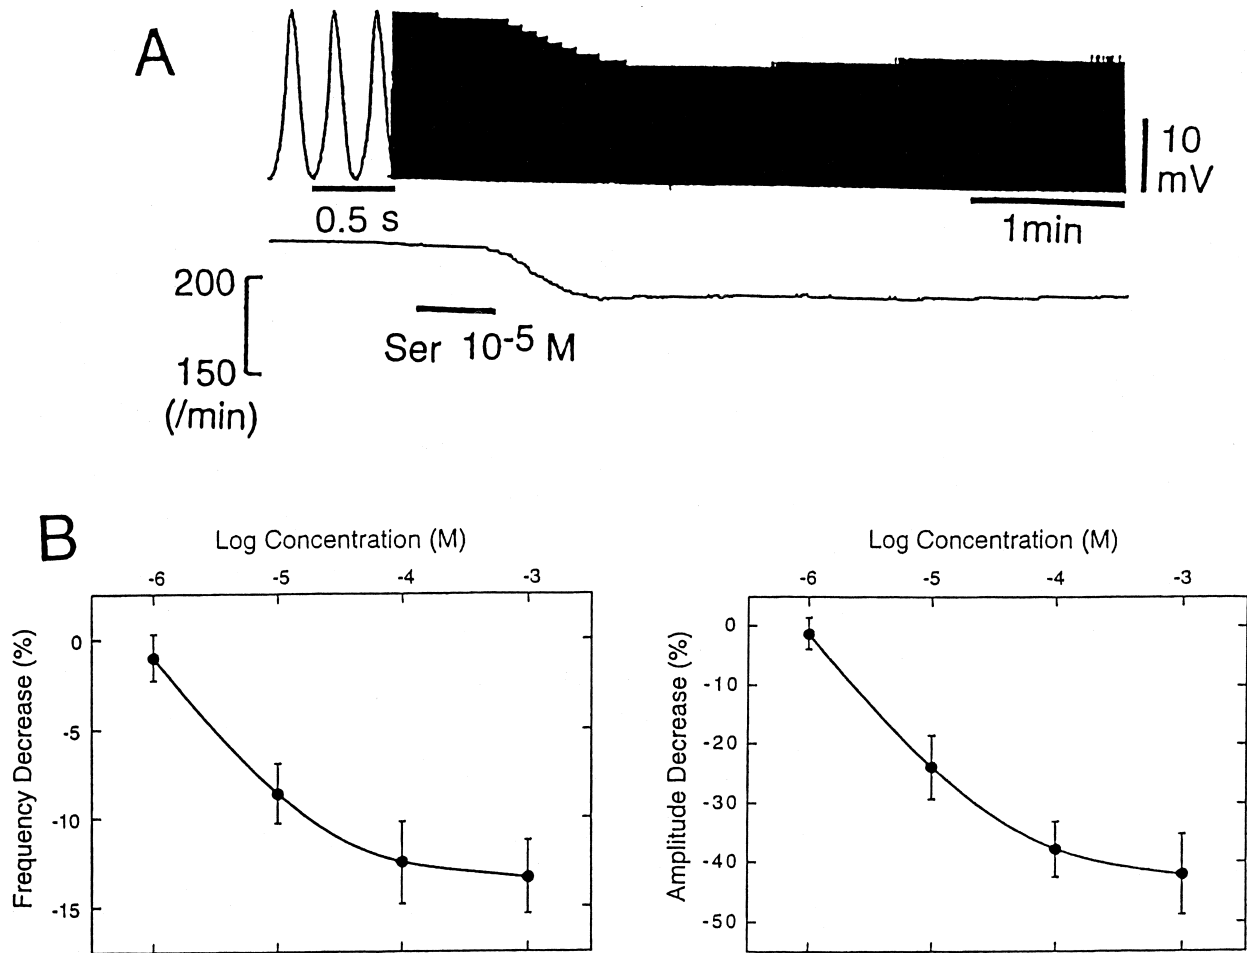 A
10
mV
0.5 s
1min
200
150
(/min)
Ser 10-5 M
B
Log Concentration (M)
-6 -5 -4 -3
Frequency Decrease (%)
0
-5
-10
-15
Log Concentration (M)
-6 -5 -4 -3
Amplitude Decrease (%)
0
-10
-20
-30
-40
-50